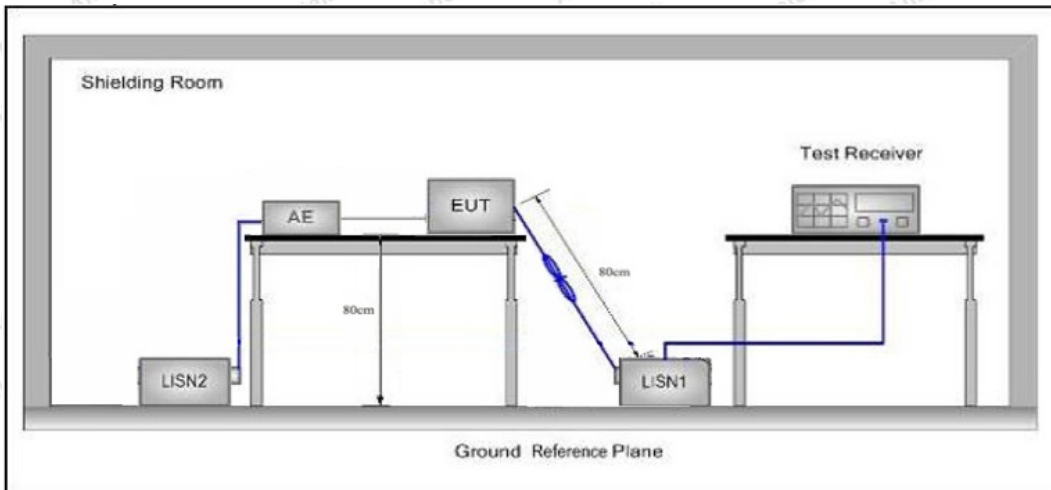 Shielding Room
Test Receiver
AE
EUT
80cm
80cm
LISN2
LISN1
Ground Reference Plane